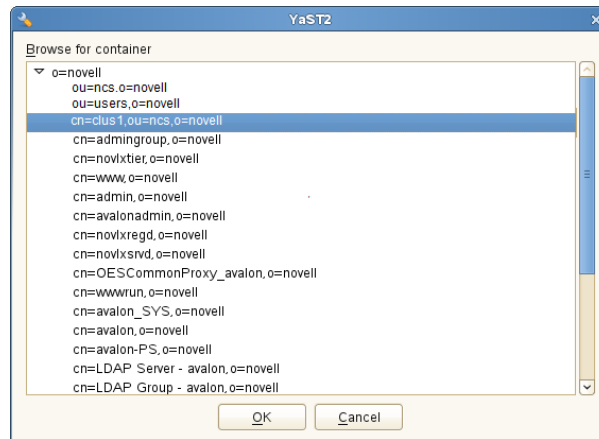 YaST2
Browse for container
o=novell
ou=ncs.o=novell
ou=users,o=novell
cn=clus1,ou=ncs,o=novell
cn=admingroup,o=novell
cn=novlxtier,o=novell
cn=www,o=novell
cn=admin,o=novell
cn=avalonadmin,o=novell
cn=novlxregd,o=novell
cn=novlxsrvd,o=novell
cn=OESCommonProxy_avalon,o=novell
cn=wwwrun,o=novell
cn=avalon_SYS,o=novell
cn=avalon,o=novell
cn=avalon-PS,o=novell
cn=LDAP Server - avalon,o=novell
cn=LDAP Group - avalon,o=novell
OK Cancel